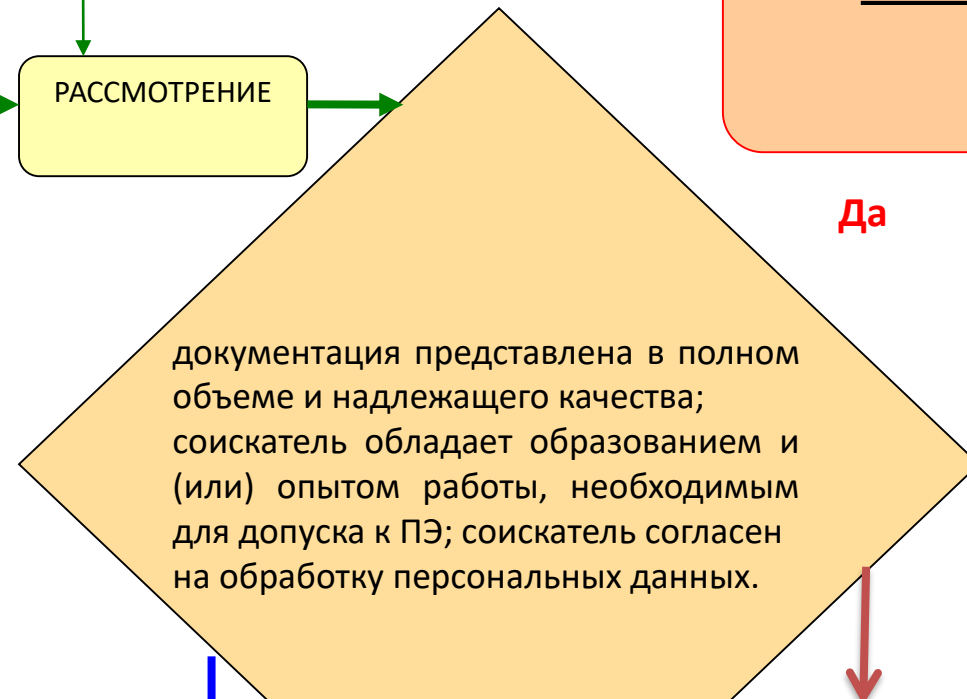 РАССМОТРЕНИЕ
Да
документация представлена в полном
объеме и надлежащего качества;
соискатель обладает образованием и
(или) опытом работы, необходимым
для допуска к ПЭ; соискатель согласен
на обработку персональных данных.